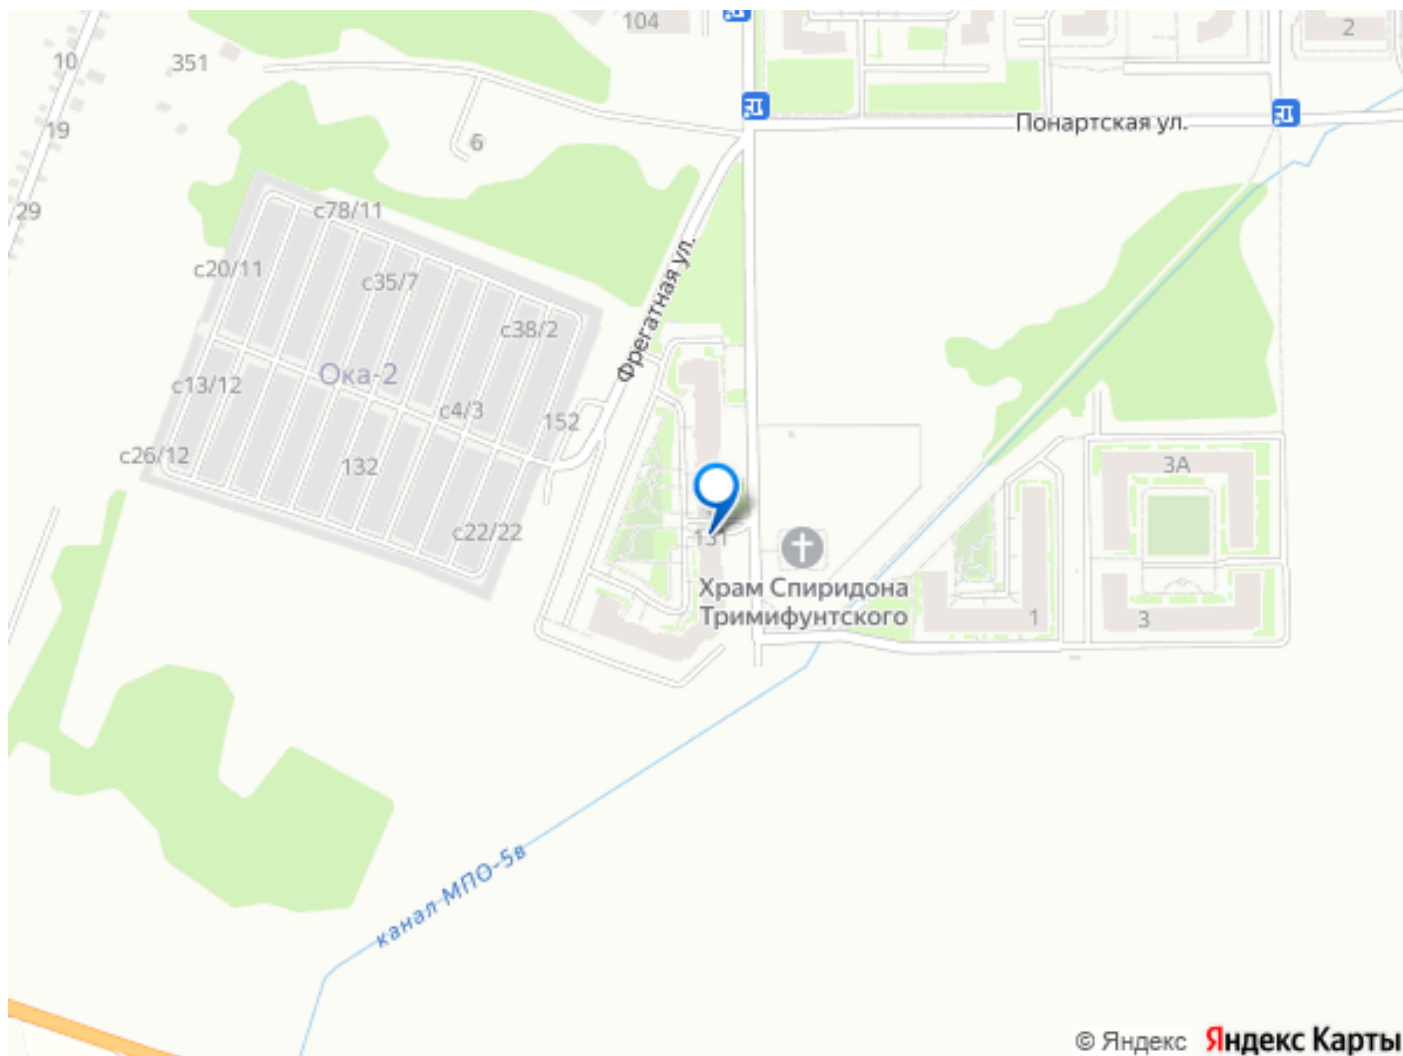 104
2
10
351
19
6
Понартская ул.
29
с78/11
с20/11
с35/7
с38/2
Фрегатная ул.
Ока-2
с13/12
с4/3
152
с26/12
132
3А
с22/22
131
Храм Спиридона
Тримифунтского
1
3
канал МПО-5в
© Яндекс Яндекс Карты